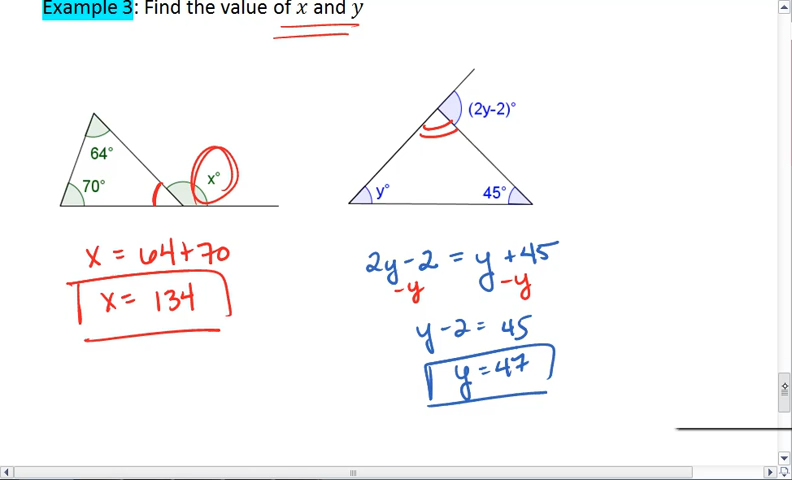 Example 3: Find the value of x and y
64°
70°
x°
(2y-2)°
y°
45°
x = 64+70
x = 134
2y-2 = y+45
-y -y
y-2 = 45
y = 47